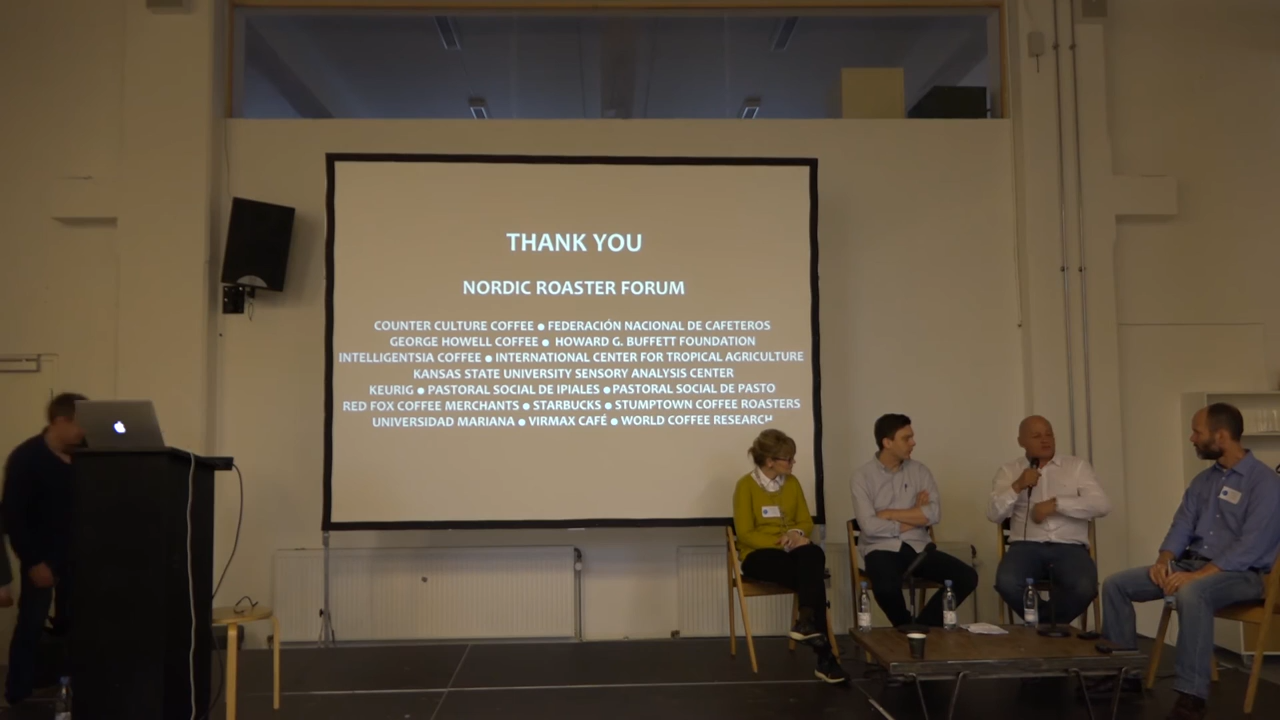 THANK YOU
NORDIC ROASTER FORUM
COUNTER CULTURE COFFEE ● FEDERACIÓN NACIONAL DE CAFETEROS
GEORGE HOWELL COFFEE ● HOWARD G. BUFFETT FOUNDATION
INTELLIGENTSIA COFFEE ● INTERNATIONAL CENTER FOR TROPICAL AGRICULTURE
KANSAS STATE UNIVERSITY SENSORY ANALYSIS CENTER
KEURIG ● PASTORAL SOCIAL DE IPIALES ● PASTORAL SOCIAL DE PASTO
RED FOX COFFEE MERCHANTS ● STARBUCKS ● STUMPTOWN COFFEE ROASTERS
UNIVERSIDAD MARIANA ● VIRMAX CAFÉ ● WORLD COFFEE RESEARCH